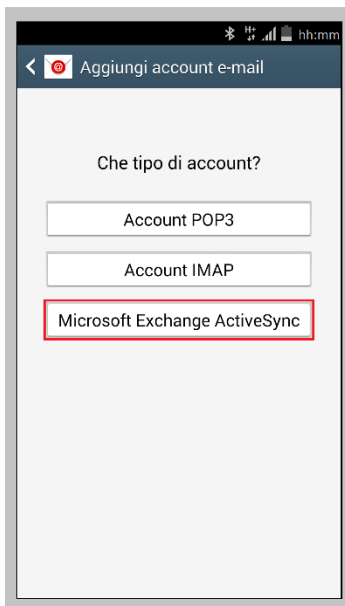 H+ hh:mm
@ Aggiungi account e-mail
Che tipo di account?
Account POP3
Account IMAP
Microsoft Exchange ActiveSync